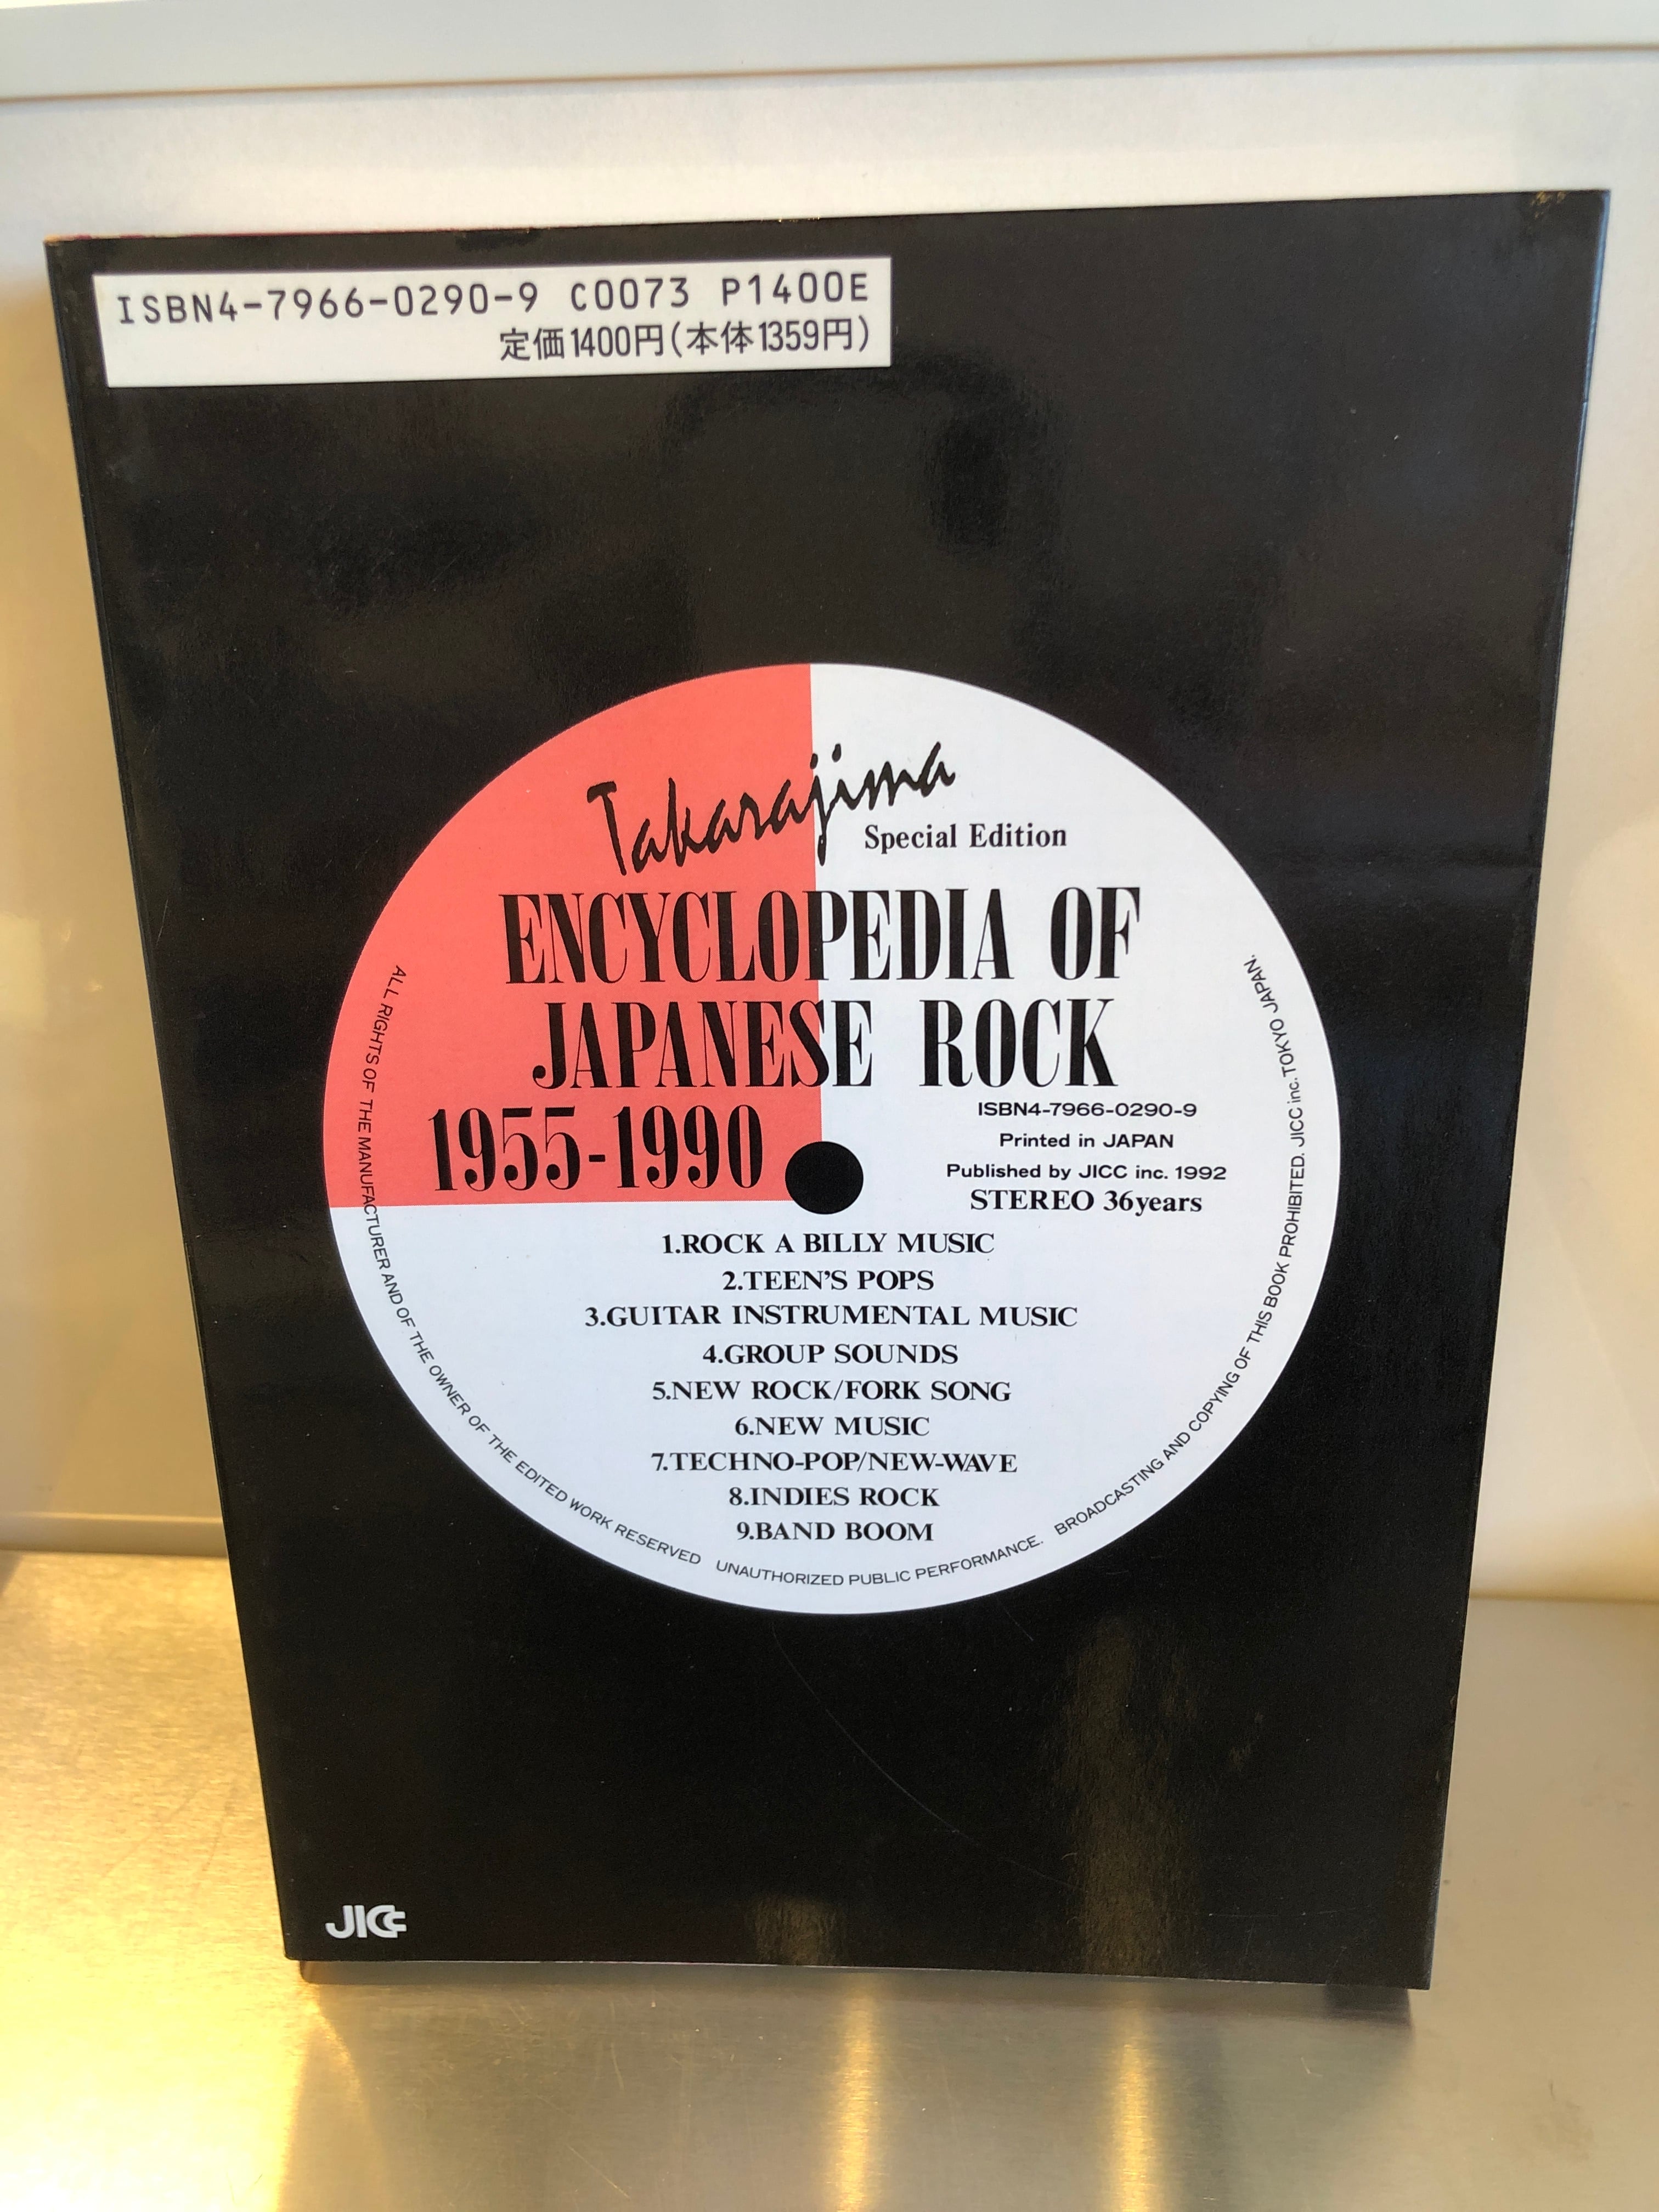 ISBN4-7966-0290-9 C0073 P1400E
定価1400円(本体1359円)
Takarajima
Special Edition
ENCYCLOPEDIA OF
JAPANESE ROCK
1955-1990
ISBN4-7966-0290-9
Printed in JAPAN
Published by JICC inc. 1992
STEREO 36years
1.ROCK A BILLY MUSIC
2.TEEN'S POPS
3.GUITAR INSTRUMENTAL MUSIC
4.GROUP SOUNDS
5.NEW ROCK/FORK SONG
6.NEW MUSIC
7.TECHNO-POP/NEW-WAVE
8.INDIES ROCK
9.BAND BOOM
ALL RIGHTS OF THE MANUFACTURER AND OF THE OWNER OF THE EDITED WORK RESERVED UNAUTHORIZED PUBLIC PERFORMANCE. BROADCASTING AND COPYING OF THIS BOOK PROHIBITED. JICC inc. TOKYO JAPAN.
JICC